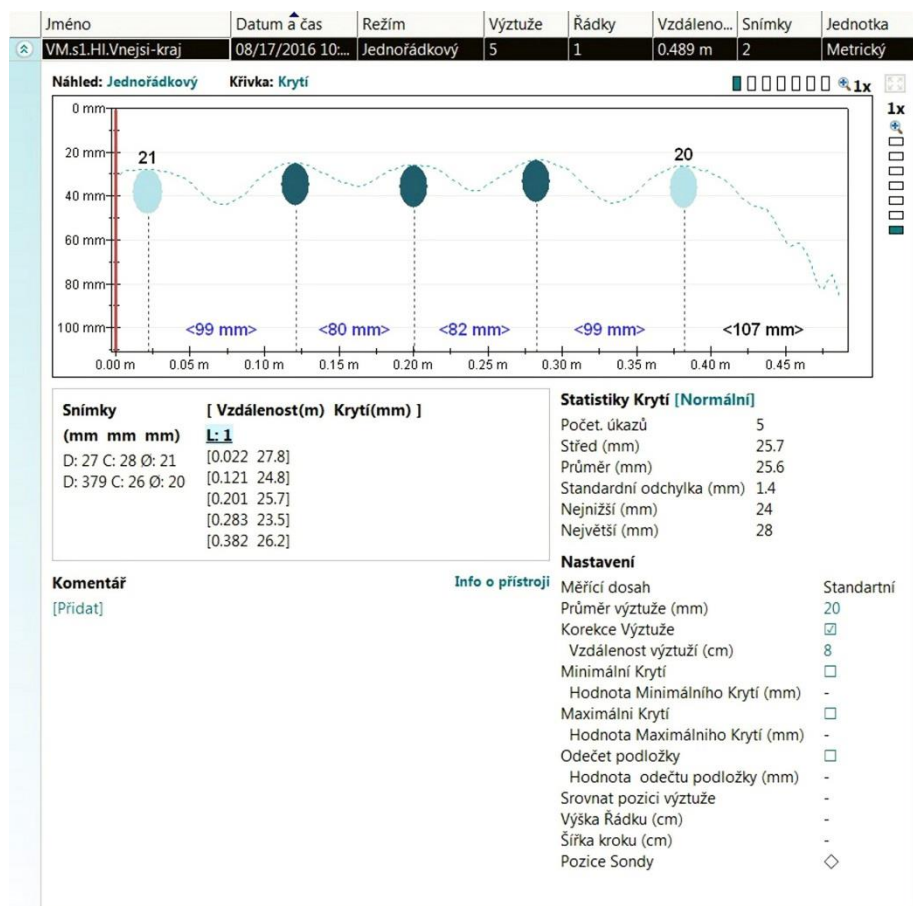 Jméno Datum a čas Režím Výztuže Řádky Vzdáleno... Snímky Jednotka
VM.s1.Hl.Vnejsi-kraj 08/17/2016 10:... Jednořádkový 5 1 0.489 m 2 Metrický
Náhled: Jednořádkový Křivka: Krytí 1x
1x
0 mm
20 mm
40 mm
60 mm
80 mm
100 mm
21 20
<99 mm> <80 mm> <82 mm> <99 mm> <107 mm>
0.00 m 0.05 m 0.10 m 0.15 m 0.20 m 0.25 m 0.30 m 0.35 m 0.40 m 0.45 m
Snímky [ Vzdálenost(m) Krytí(mm) ]
(mm mm mm) L: 1
D: 27 C: 28 Ø: 21 [0.022 27.8]
D: 379 C: 26 Ø: 20 [0.121 24.8]
[0.201 25.7]
[0.283 23.5]
[0.382 26.2]
Komentář Info o přístroji
[Přidat]
Statistiky Krytí [Normální]
Počet. úkazů 5
Střed (mm) 25.7
Průměr (mm) 25.6
Standardní odchylka (mm) 1.4
Nejnižší (mm) 24
Největší (mm) 28
Nastavení
Měřící dosah Standartní
Průměr výztuže (mm) 20
Korekce Výztuže ☑
Vzdálenost výztuží (cm) 8
Minimální Krytí ☐
Hodnota Minimálního Krytí (mm) -
Maximálni Krytí ☐
Hodnota Maximálního Krytí (mm) -
Odečet podložky ☐
Hodnota odečtu podložky (mm) -
Srovnat pozici výztuže -
Výška Řádku (cm) -
Šířka kroku (cm) -
Pozice Sondy ◇